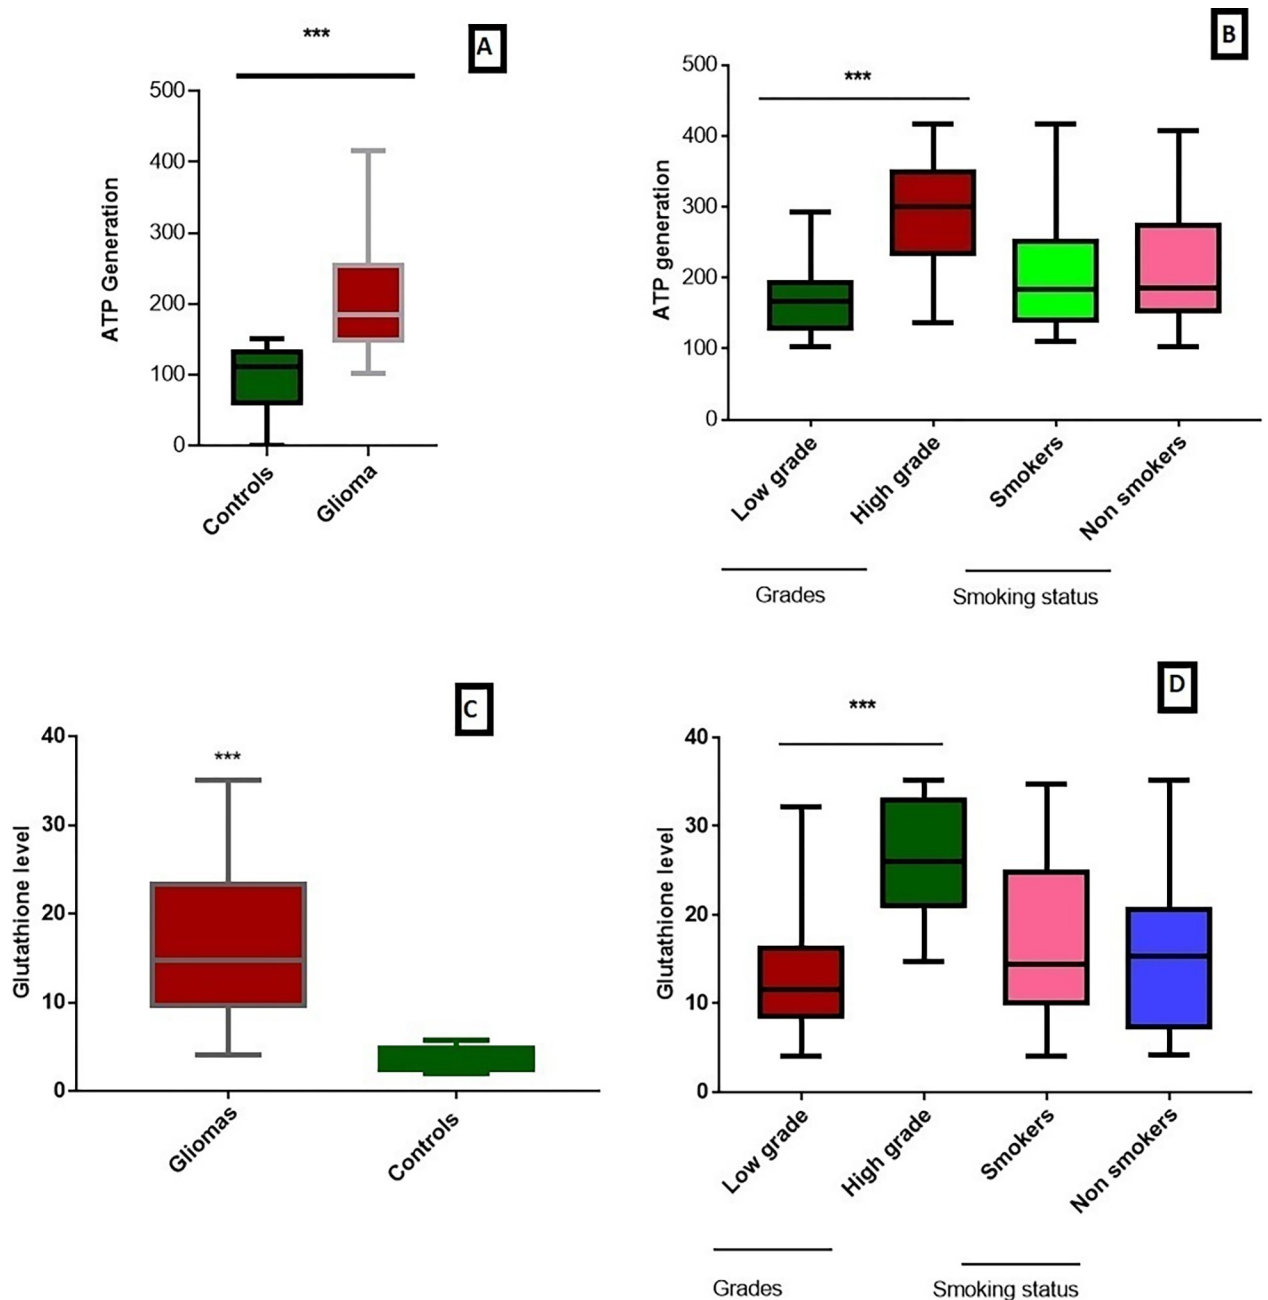 ***
A
500
400
300
200
100
0
ATP Generation
Controls
Glioma
B
***
500
400
300
200
100
0
ATP generation
Low grade
High grade
Smokers
Non smokers
Grades
Smoking status
C
40
30
20
10
0
***
Glutathione level
Gliomas
Controls
D
***
40
30
20
10
0
Glutathione level
Low grade
High grade
Smokers
Non smokers
Grades
Smoking status